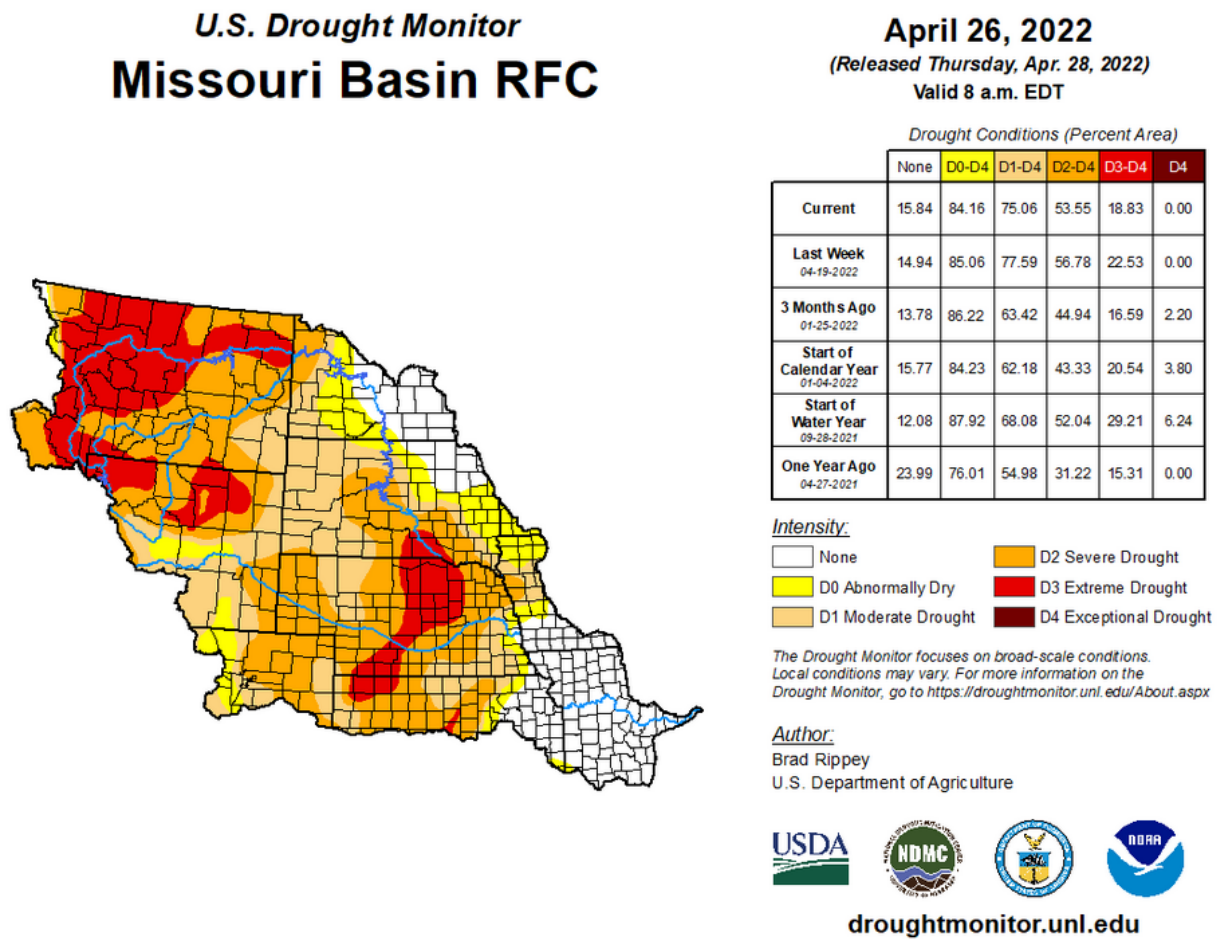 U.S. Drought Monitor
Missouri Basin RFC
April 26, 2022
(Released Thursday, Apr. 28, 2022)
Valid 8 a.m. EDT
Drought Conditions (Percent Area)
None D0-D4 D1-D4 D2-D4 D3-D4 D4
Current 15.84 84.16 75.06 53.55 18.83 0.00
Last Week 04-19-2022 14.94 85.06 77.59 56.78 22.53 0.00
3 Months Ago 01-25-2022 13.78 86.22 63.42 44.94 16.59 2.20
Start of Calendar Year 01-04-2022 15.77 84.23 62.18 43.33 20.54 3.80
Start of Water Year 09-28-2021 12.08 87.92 68.08 52.04 29.21 6.24
One Year Ago 04-27-2021 23.99 76.01 54.98 31.22 15.31 0.00
Intensity:
None
D0 Abnormally Dry
D1 Moderate Drought
D2 Severe Drought
D3 Extreme Drought
D4 Exceptional Drought
The Drought Monitor focuses on broad-scale conditions.
Local conditions may vary. For more information on the
Drought Monitor, go to https://droughtmonitor.unl.edu/About.aspx
Author:
Brad Rippey
U.S. Department of Agriculture
USDA
NDMC
NOAA
droughtmonitor.unl.edu